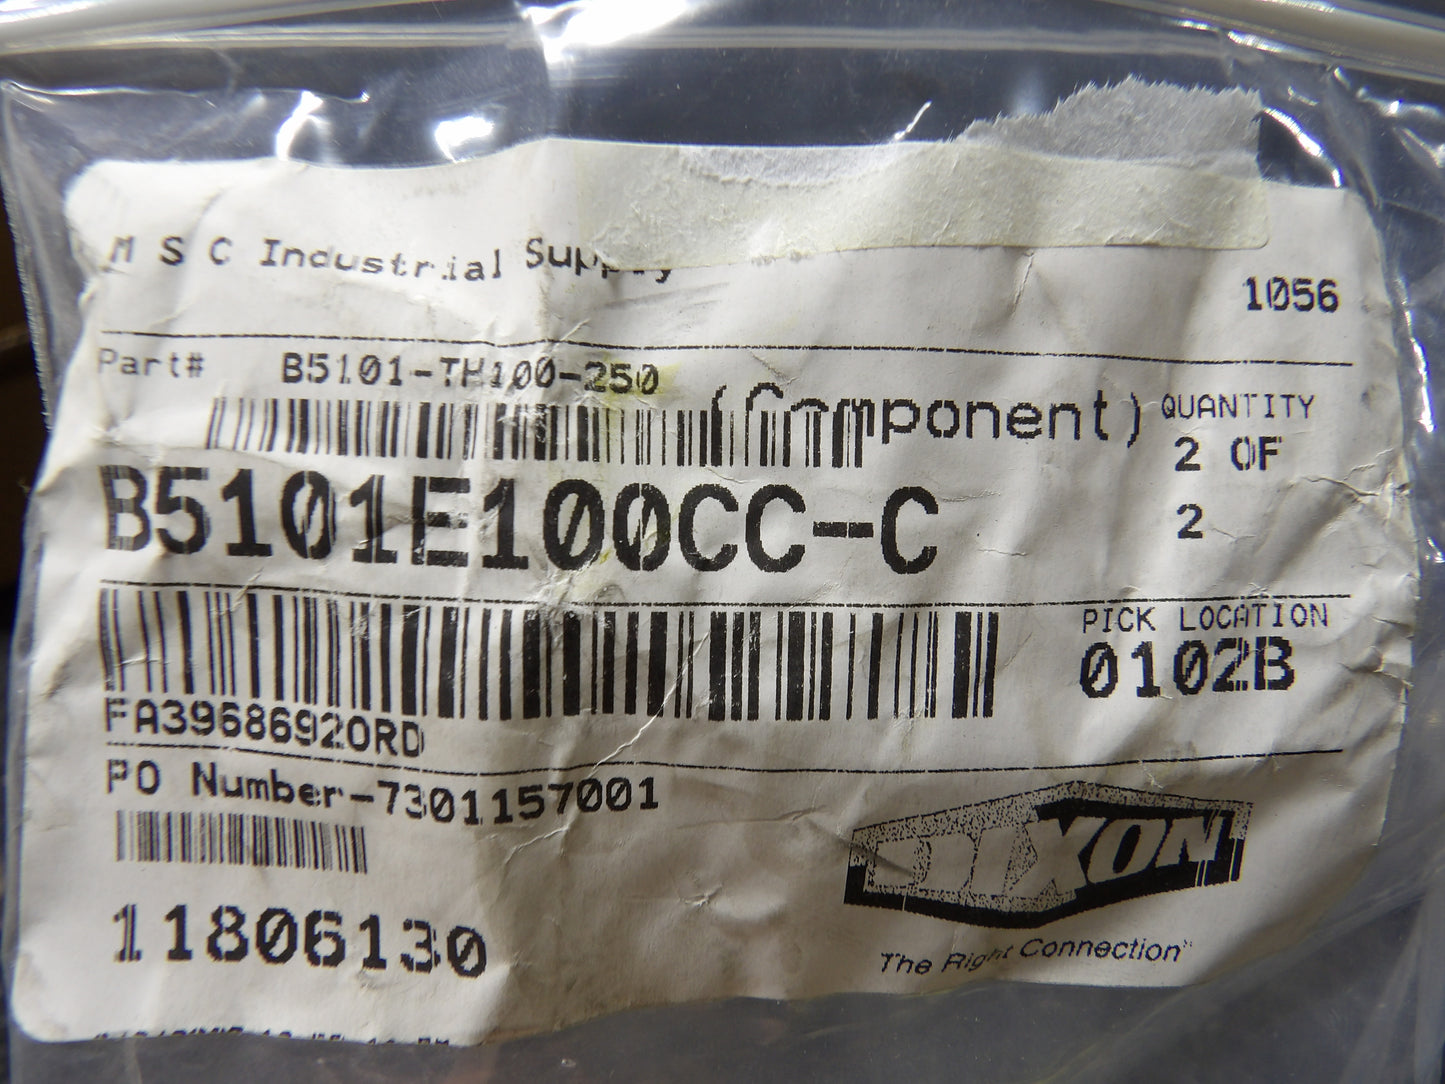 M S C Industrial Supply
1056
Part# B5101-TH100-250
(Component)
QUANTITY
2 OF
2
B5101E100CC-C
PICK LOCATION
0102B
FA3968692ORD
PO Number-7301157001
DIXON
The Right Connection
11806130